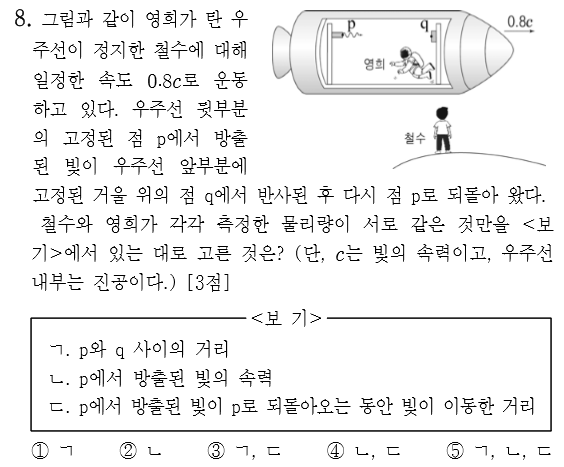 8. 그림과 같이 영희가 탄 우
주선이 정지한 철수에 대해
일정한 속도 0.8c로 운동
하고 있다. 우주선 뒷부분
의 고정된 점 p에서 방출
된 빛이 우주선 앞부분에
고정된 거울 위의 점 q에서 반사된 후 다시 점 p로 되돌아 왔다.
p
q
0.8c
영희
철수
철수와 영희가 각각 측정한 물리량이 서로 같은 것만을 <보
기>에서 있는 대로 고른 것은? (단, c는 빛의 속력이고, 우주선
내부는 진공이다.) [3점]
<보 기>
ㄱ. p와 q 사이의 거리
ㄴ. p에서 방출된 빛의 속력
ㄷ. p에서 방출된 빛이 p로 되돌아오는 동안 빛이 이동한 거리
① ㄱ ② ㄴ ③ ㄱ, ㄷ ④ ㄴ, ㄷ ⑤ ㄱ, ㄴ, ㄷ